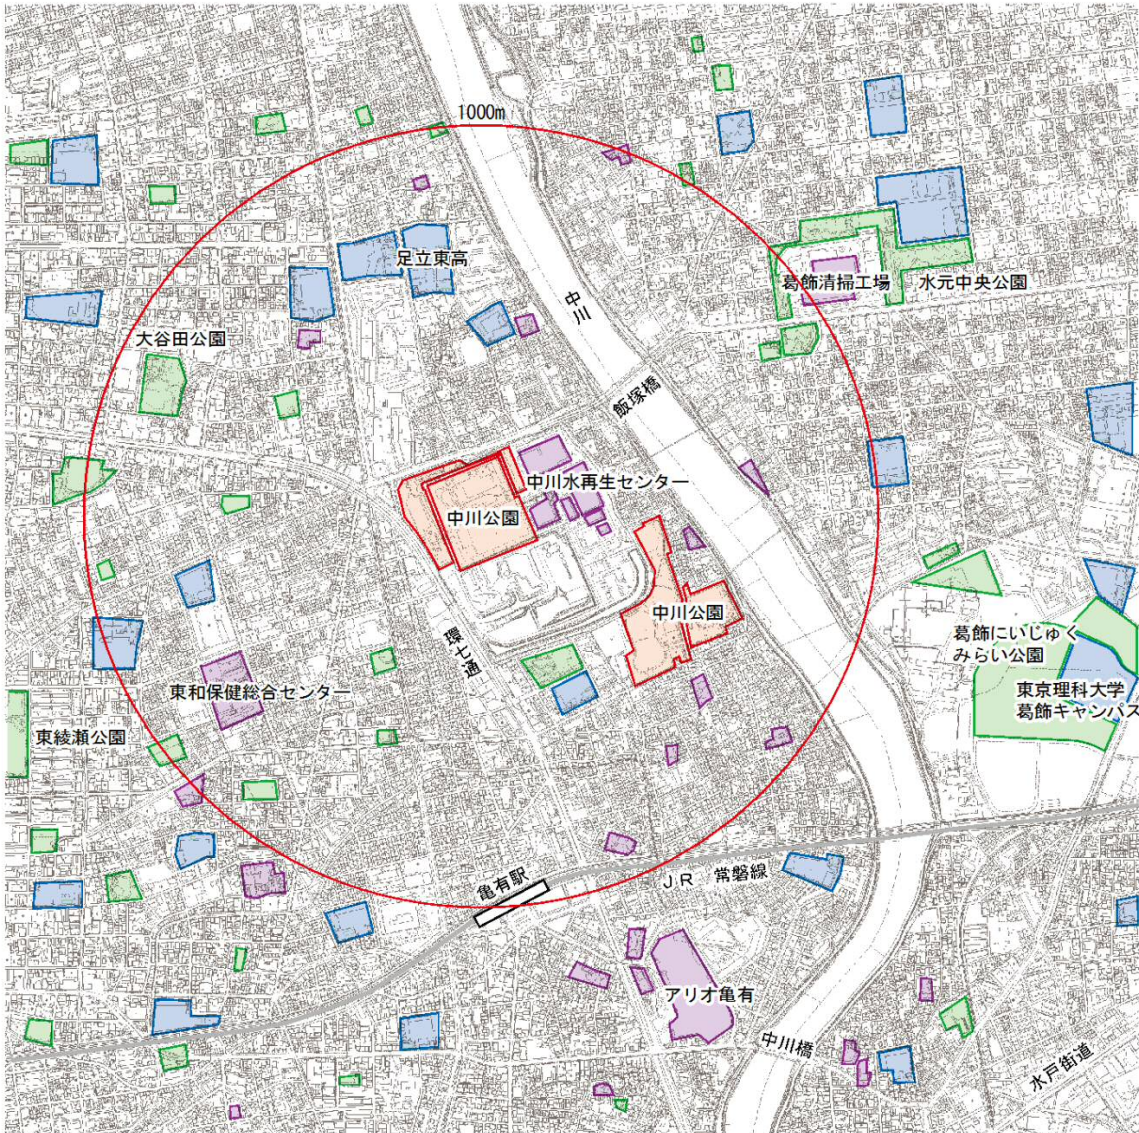 1000m
足立東高
葛飾清掃工場
水元中央公園
中川
大谷田公園
飯塚橋
中川水再生センター
中川公園
中川公園
環七通
葛飾にいじゅく
みらい公園
東京理科大学
葛飾キャンパス
東和保健総合センター
東綾瀬公園
亀有駅
JR 常磐線
アリオ亀有
中川橋
水戸街道